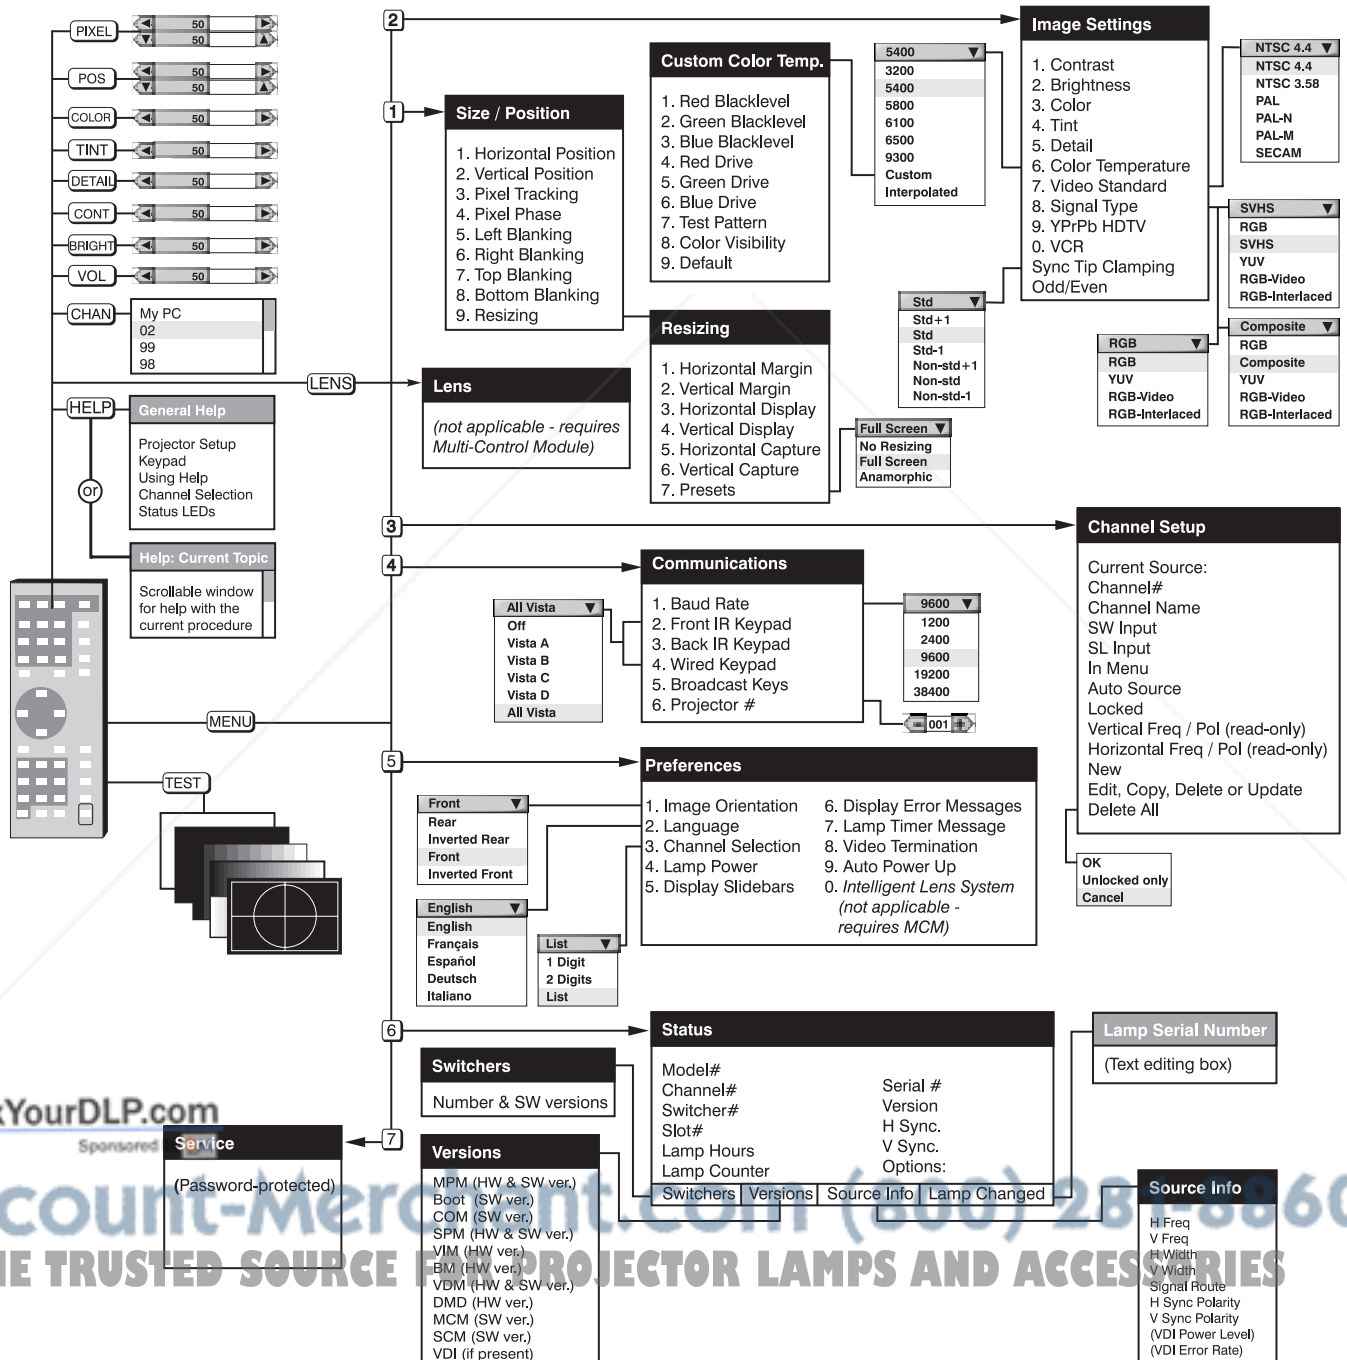 PIXEL
50
50
POS
50
50
COLOR
50
TINT
50
DETAIL
50
CONT
50
BRIGHT
50
VOL
50
CHAN
My PC
02
99
98
LENS
HELP
General Help
Projector Setup
Keypad
Using Help
Channel Selection
Status LEDs
or
Help: Current Topic
Scrollable window
for help with the
current procedure
MENU
TEST
1
Size / Position
1. Horizontal Position
2. Vertical Position
3. Pixel Tracking
4. Pixel Phase
5. Left Blanking
6. Right Blanking
7. Top Blanking
8. Bottom Blanking
9. Resizing
Lens
(not applicable - requires
Multi-Control Module)
Resizing
1. Horizontal Margin
2. Vertical Margin
3. Horizontal Display
4. Vertical Display
5. Horizontal Capture
6. Vertical Capture
7. Presets
Full Screen ▼
No Resizing
Full Screen
Anamorphic
2
Image Settings
1. Contrast
2. Brightness
3. Color
4. Tint
5. Detail
6. Color Temperature
7. Video Standard
8. Signal Type
9. YPrPb HDTV
0. VCR
Sync Tip Clamping
Odd/Even
Custom Color Temp.
1. Red Blacklevel
2. Green Blacklevel
3. Blue Blacklevel
4. Red Drive
5. Green Drive
6. Blue Drive
7. Test Pattern
8. Color Visibility
9. Default
5400 ▼
3200
5400
5800
6100
6500
9300
Custom
Interpolated
NTSC 4.4 ▼
NTSC 4.4
NTSC 3.58
PAL
PAL-N
PAL-M
SECAM
SVHS ▼
RGB
SVHS
YUV
RGB-Video
RGB-Interlaced
Std ▼
Std+1
Std
Std-1
Non-std+1
Non-std
Non-std-1
RGB ▼
RGB
YUV
RGB-Video
RGB-Interlaced
Composite ▼
RGB
Composite
YUV
RGB-Video
RGB-Interlaced
3
Channel Setup
Current Source:
Channel#
Channel Name
SW Input
SL Input
In Menu
Auto Source
Locked
Vertical Freq / Pol (read-only)
Horizontal Freq / Pol (read-only)
New
Edit, Copy, Delete or Update
Delete All
OK
Unlocked only
Cancel
4
Communications
1. Baud Rate
2. Front IR Keypad
3. Back IR Keypad
4. Wired Keypad
5. Broadcast Keys
6. Projector #
All Vista ▼
Off
Vista A
Vista B
Vista C
Vista D
All Vista
9600 ▼
1200
2400
9600
19200
38400
001
5
Preferences
1. Image Orientation
2. Language
3. Channel Selection
4. Lamp Power
5. Display Slidebars
6. Display Error Messages
7. Lamp Timer Message
8. Video Termination
9. Auto Power Up
0. Intelligent Lens System
(not applicable -
requires MCM)
Front ▼
Rear
Inverted Rear
Front
Inverted Front
English ▼
English
Français
Español
Deutsch
Italiano
List ▼
1 Digit
2 Digits
List
6
Status
Model#
Channel#
Switcher#
Slot#
Lamp Hours
Lamp Counter
Serial #
Version
H Sync.
V Sync.
Options:
Switchers Versions Source Info Lamp Changed
Lamp Serial Number
(Text editing box)
Switchers
Number & SW versions
7
Service
(Password-protected)
Versions
MPM (HW & SW ver.)
Boot (SW ver.)
COM (SW ver.)
SPM (HW & SW ver.)
VIM (HW ver.)
BM (HW ver.)
VDM (HW & SW ver.)
DMD (HW ver.)
MCM (SW ver.)
SCM (SW ver.)
VDI (if present)
Source Info
H Freq
V Freq
H Width
V Width
Signal Route
H Sync Polarity
V Sync Polarity
(VDI Power Level)
(VDI Error Rate)
xYourDLP.com
Sponsored
count-Merchant.com (800) 281-8860
HE TRUSTED SOURCE FOR PROJECTOR LAMPS AND ACCESSORIES